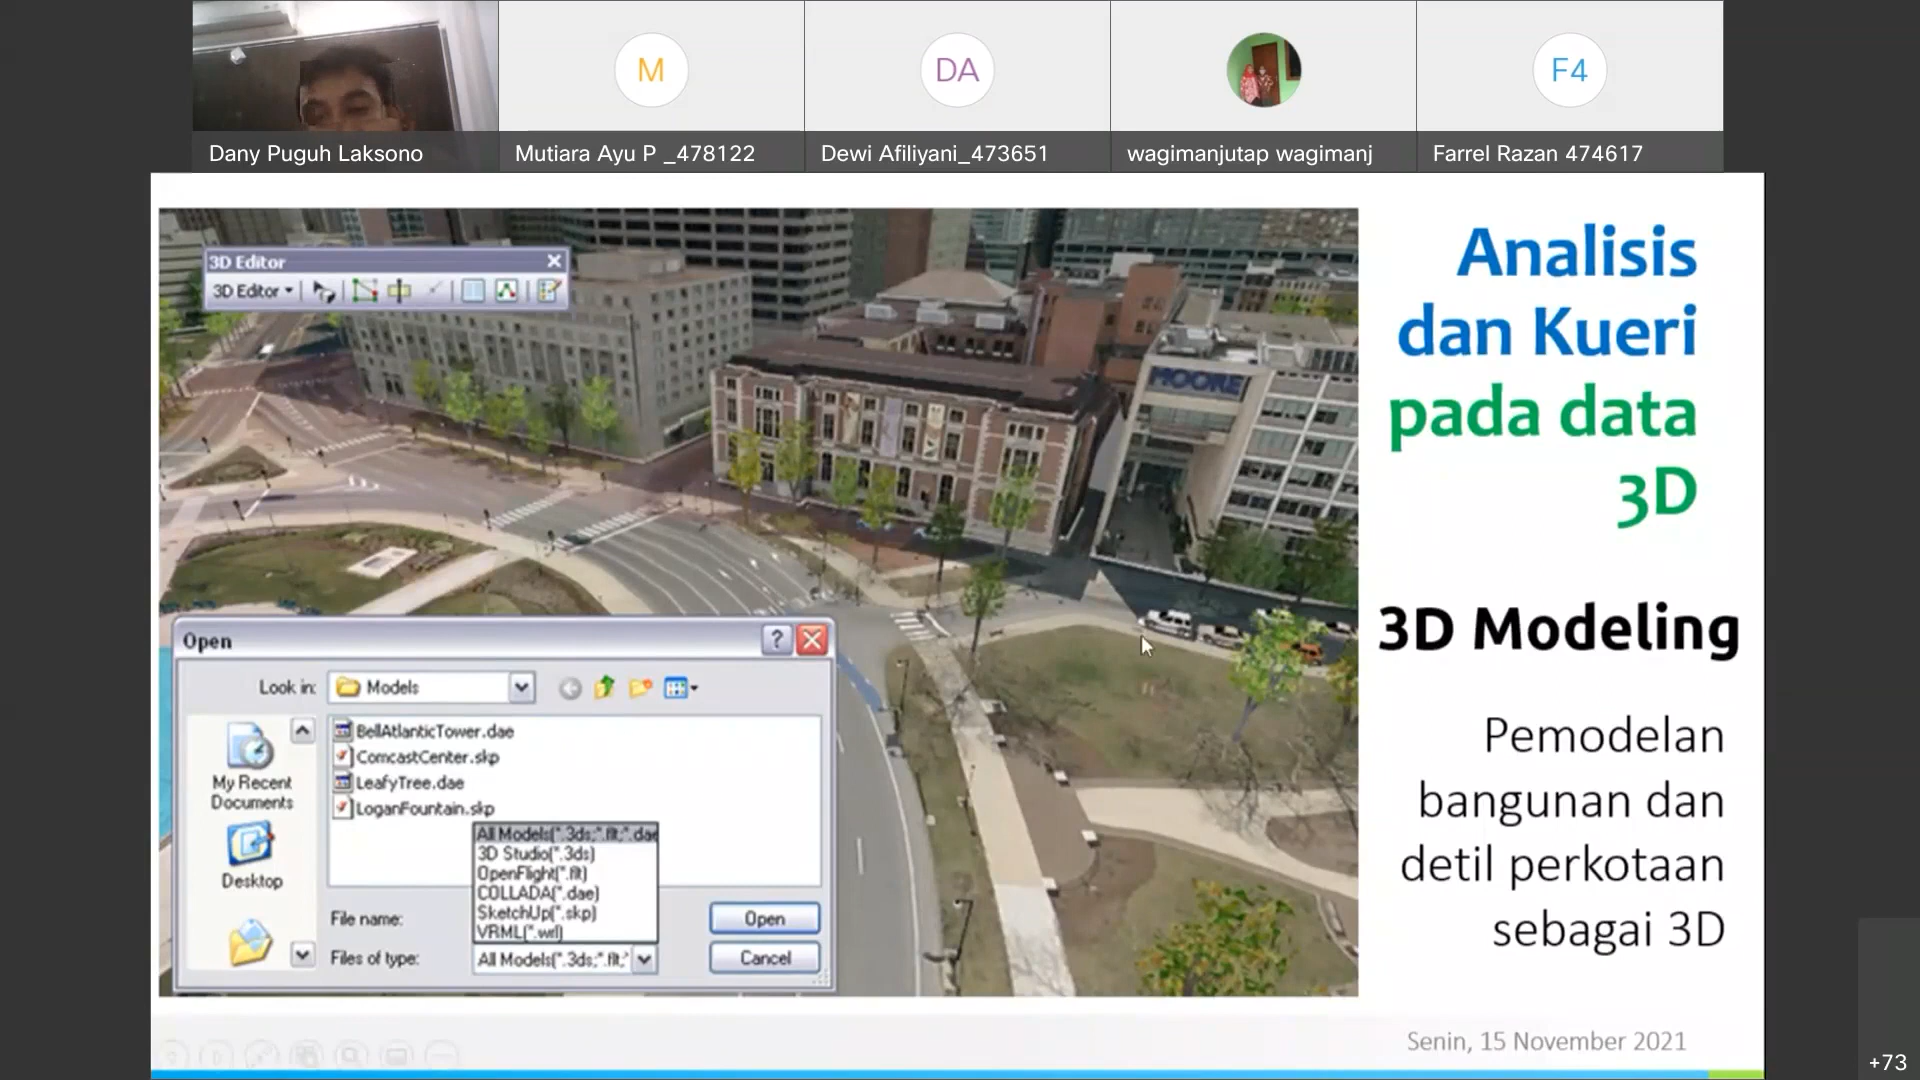 M
DA
F4
Dany Puguh Laksono
Mutiara Ayu P _478122
Dewi Afiliyani_473651
wagimanjutap wagimanj
Farrel Razan 474617
3D Editor
3D Editor
MOORE
Analisis
dan Kueri
pada data
3D
3D Modeling
Pemodelan
bangunan dan
detil perkotaan
sebagai 3D
Open
Look in:
Models
My Recent
Documents
Desktop
BellAtlanticTower.dae
ComcastCenter.skp
LeafyTree.dae
LoganFountain.skp
All Models(*.3ds;*.flt;*.dae
3D Studio(*.3ds)
OpenFlight(*.flt)
COLLADA(*.dae)
SketchUp(*.skp)
VRML(*.wrl)
File name:
Open
Files of type:
All Models(*.3ds;*.flt;*
Cancel
Senin, 15 November 2021
+73